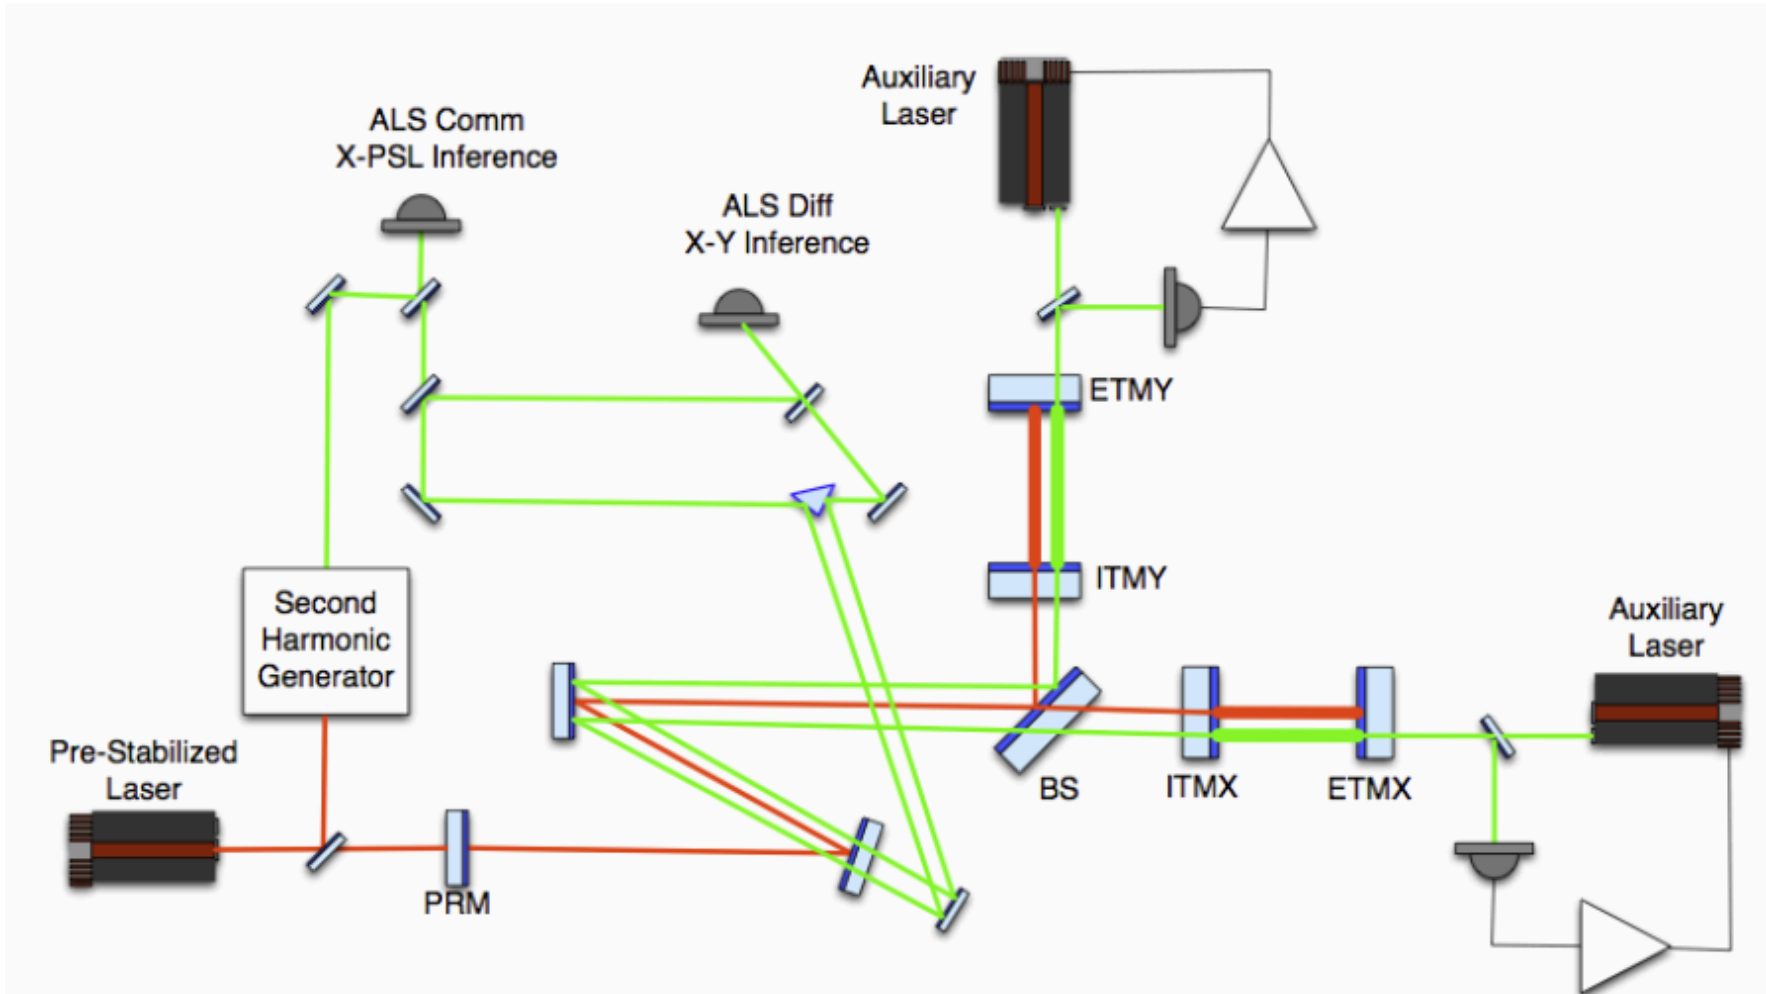 Auxiliary
Laser
ALS Comm
X-PSL Inference
ALS Diff
X-Y Inference
ETMY
ITMY
Second
Harmonic
Generator
Auxiliary
Laser
Pre-Stabilized
Laser
BS
ITMX
ETMX
PRM